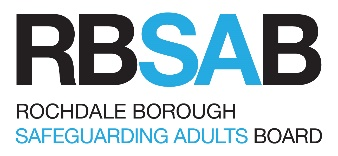 RBSAB
ROCHDALE BOROUGH
SAFEGUARDING ADULTS BOARD